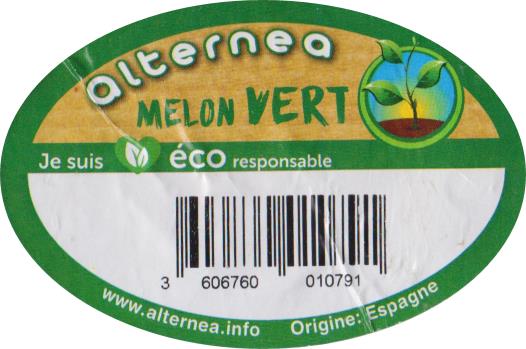 alternea
MELON VERT
Je suis éco responsable
3 606760 010791
www.alternea.info Origine: Espagne